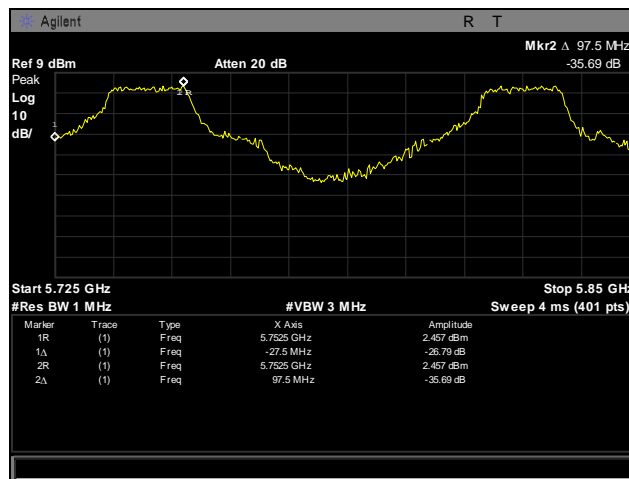 Agilent R T
Mkr2 Δ 97.5 MHz
Ref 9 dBm Atten 20 dB -35.69 dB
Peak
Log
10
dB/
1
2R
Start 5.725 GHz Stop 5.85 GHz
#Res BW 1 MHz #VBW 3 MHz Sweep 4 ms (401 pts)
Marker Trace Type X Axis Amplitude
1R (1) Freq 5.7525 GHz 2.457 dBm
1Δ (1) Freq -27.5 MHz -26.79 dB
2R (1) Freq 5.7525 GHz 2.457 dBm
2Δ (1) Freq 97.5 MHz -35.69 dB